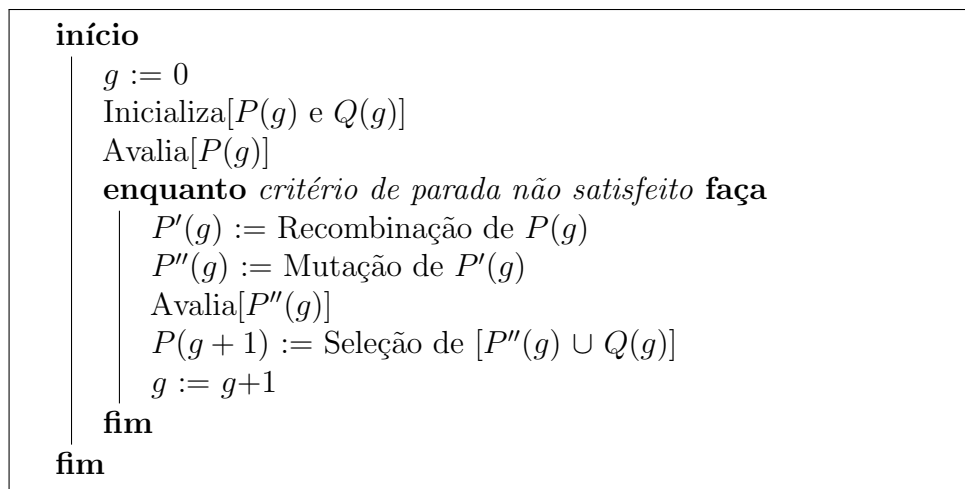 início
g := 0
Inicializa[P(g) e Q(g)]
Avalia[P(g)]
enquanto critério de parada não satisfeito faça
P′(g) := Recombinação de P(g)
P′′(g) := Mutação de P′(g)
Avalia[P′′(g)]
P(g + 1) := Seleção de [P′′(g) ∪ Q(g)]
g := g+1
fim
fim